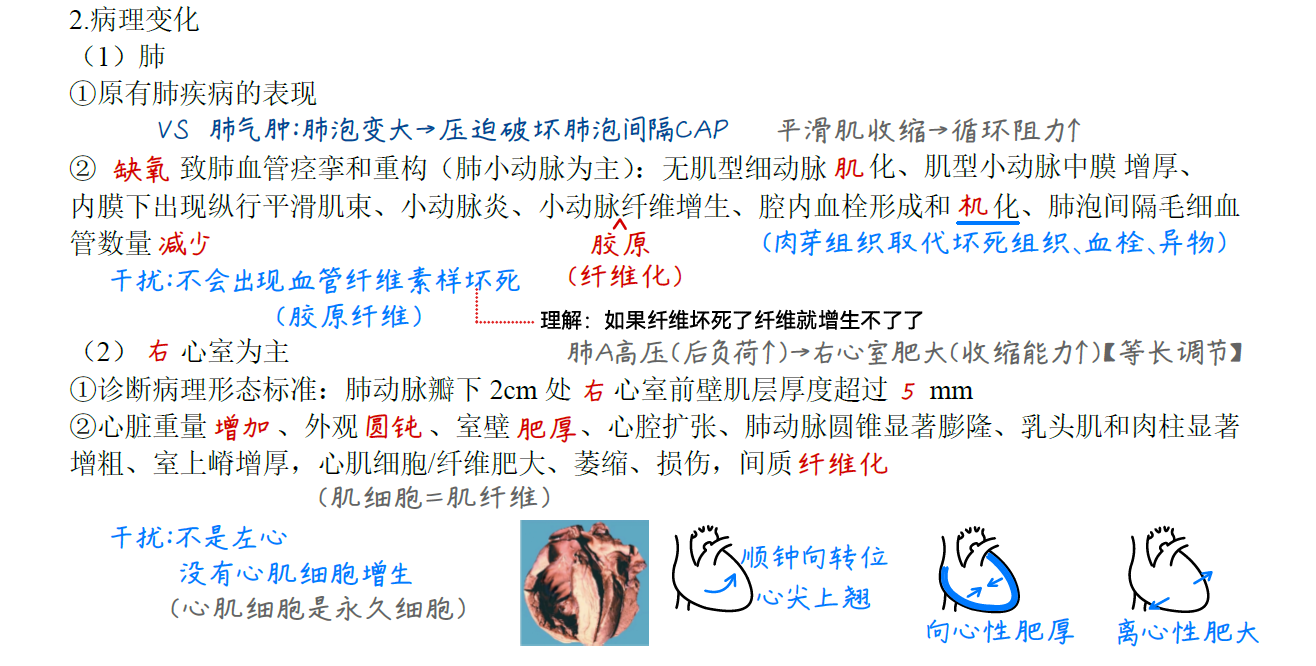 2.病理变化
（1）肺
①原有肺疾病的表现
VS 肺气肿:肺泡变大→压迫破坏肺泡间隔CAP 平滑肌收缩→循环阻力↑
② 缺氧 致肺血管痉挛和重构（肺小动脉为主）：无肌型细动脉 肌 化、肌型小动脉中膜 增厚、
内膜下出现纵行平滑肌束、小动脉炎、小动脉纤维增生、腔内血栓形成和 机 化、肺泡间隔毛细血
管数量 减少 胶原 (肉芽组织取代坏死组织、血栓、异物)
干扰:不会出现血管纤维素样坏死 (纤维化)
(胶原纤维) 理解：如果纤维坏死了纤维就增生不了了
（2） 右 心室为主 肺A高压(后负荷↑)→右心室肥大(收缩能力↑)【等长调节】
①诊断病理形态标准：肺动脉瓣下 2cm 处 右 心室前壁肌层厚度超过 5 mm
②心脏重量 增加 、外观 圆钝 、室壁 肥厚 、心腔扩张、肺动脉圆锥显著膨隆、乳头肌和肉柱显著
增粗、室上嵴增厚，心肌细胞/纤维肥大、萎缩、损伤，间质 纤维化
(肌细胞=肌纤维)
干扰:不是左心
没有心肌细胞增生
(心肌细胞是永久细胞)
顺钟向转位
心尖上翘
向心性肥厚
离心性肥大